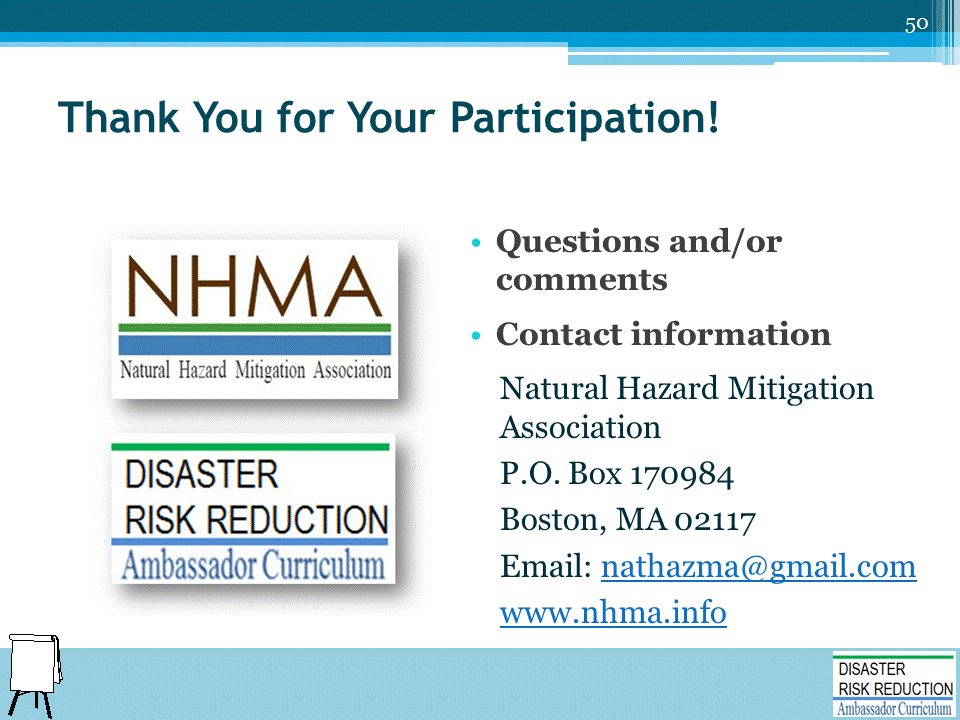 50
Thank You for Your Participation!
NHMA
Natural Hazard Mitigation Association
DISASTER
RISK REDUCTION
Ambassador Curriculum
• Questions and/or
comments
• Contact information
Natural Hazard Mitigation
Association
P.O. Box 170984
Boston, MA 02117
Email: nathazma@gmail.com
www.nhma.info
DISASTER
RISK REDUCTION
Ambassador Curriculum